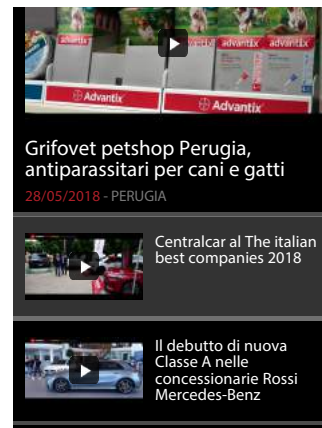 advantix advantix
Advantix
Advantix
Grifovet petshop Perugia,
antiparassitari per cani e gatti
28/05/2018 - PERUGIA
Centralcar al The italian
best companies 2018
Il debutto di nuova
Classe A nelle
concessionarie Rossi
Mercedes-Benz